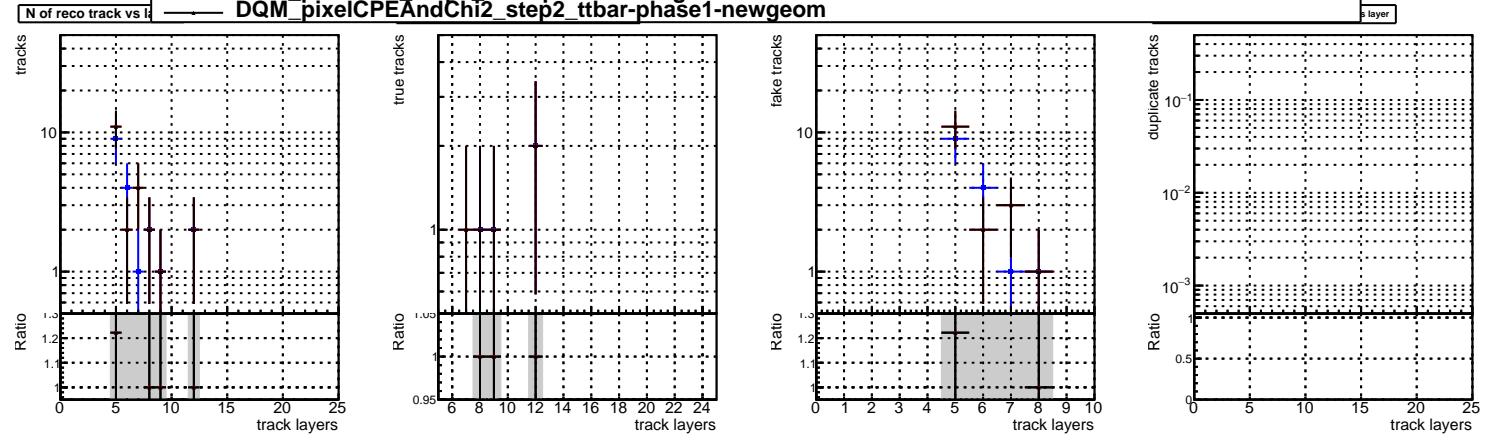 N of reco track vs la
DQM_pixelCPEAndChi2_step2_ttbar-phase1-newgeom
s layer
tracks
10
1
Ratio
1.3
1.2
1.1
1
0 5 10 15 20 25
track layers
true tracks
1
Ratio
1.05
1
0.95
6 8 10 12 14 16 18 20 22 24
track layers
fake tracks
10
1
Ratio
1.3
1.2
1.1
1
0 1 2 3 4 5 6 7 8 9 10
track layers
duplicate tracks
10⁻¹
10⁻²
10⁻³
Ratio
1
0.5
0
0 5 10 15 20 25
track layers